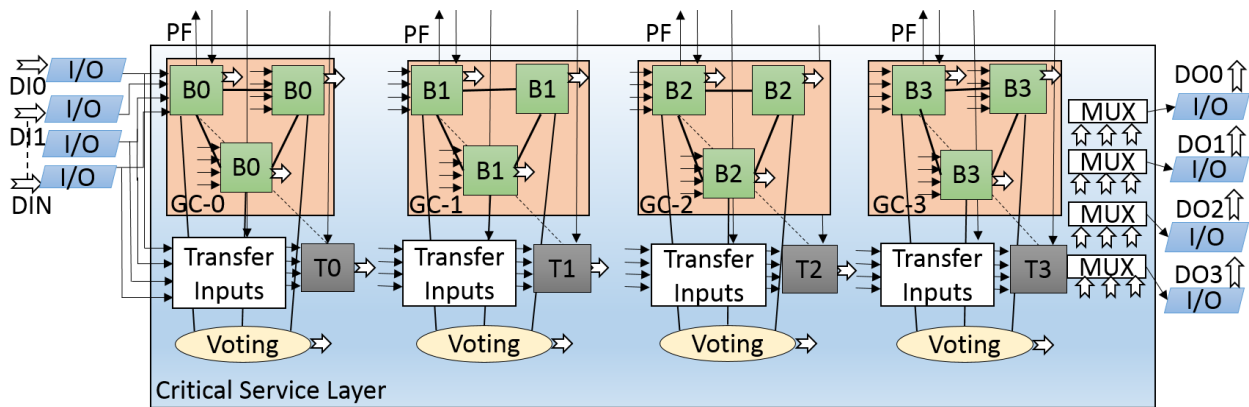 PF
PF
PF
PF
I/O
DI0
I/O
DI1
I/O
I/O
DIN
B0
B0
B0
GC-0
Transfer
Inputs
T0
Voting
B1
B1
B1
GC-1
Transfer
Inputs
T1
Voting
B2
B2
B2
GC-2
Transfer
Inputs
T2
Voting
B3
B3
B3
GC-3
Transfer
Inputs
T3
Voting
MUX
MUX
MUX
MUX
DO0
I/O
DO1
I/O
DO2
I/O
DO3
I/O
Critical Service Layer